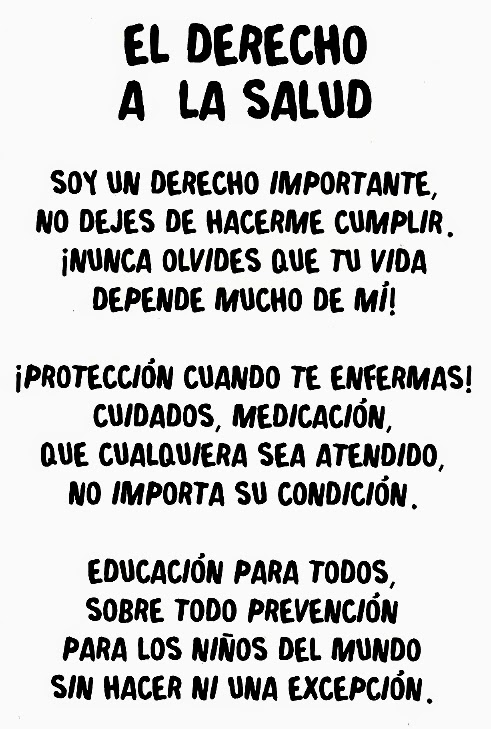 EL DERECHO
A LA SALUD
SOY UN DERECHO IMPORTANTE,
NO DEJES DE HACERME CUMPLIR.
¡NUNCA OLVIDES QUE TU VIDA
DEPENDE MUCHO DE MÍ!
¡PROTECCIÓN CUANDO TE ENFERMAS!
CUIDADOS, MEDICACIÓN,
QUE CUALQUIERA SEA ATENDIDO,
NO IMPORTA SU CONDICIÓN.
EDUCACIÓN PARA TODOS,
SOBRE TODO PREVENCIÓN
PARA LOS NIÑOS DEL MUNDO
SIN HACER NI UNA EXCEPCIÓN.